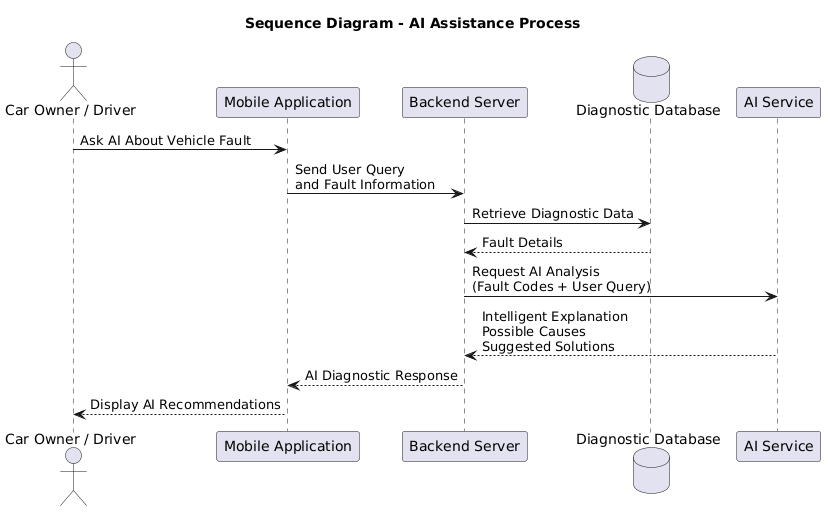 Sequence Diagram - AI Assistance Process
Car Owner / Driver
Mobile Application
Backend Server
Diagnostic Database
AI Service
Ask AI About Vehicle Fault
Send User Query
and Fault Information
Retrieve Diagnostic Data
Fault Details
Request AI Analysis
(Fault Codes + User Query)
Intelligent Explanation
Possible Causes
Suggested Solutions
AI Diagnostic Response
Display AI Recommendations
Car Owner / Driver
Mobile Application
Backend Server
Diagnostic Database
AI Service